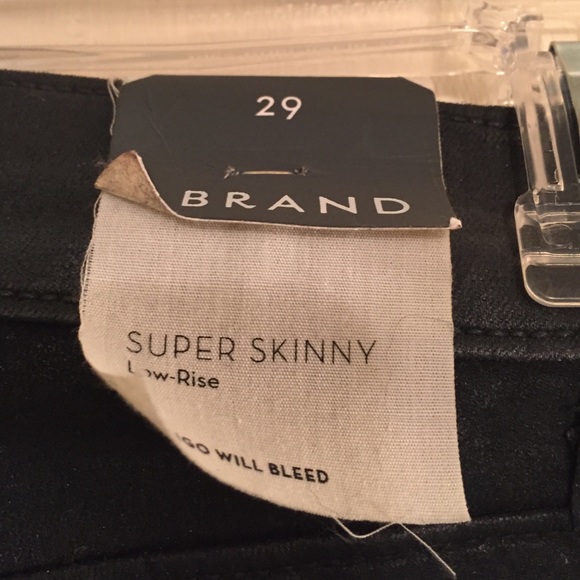 29
BRAND
SUPER SKINNY
Low-Rise
WILL BLEED